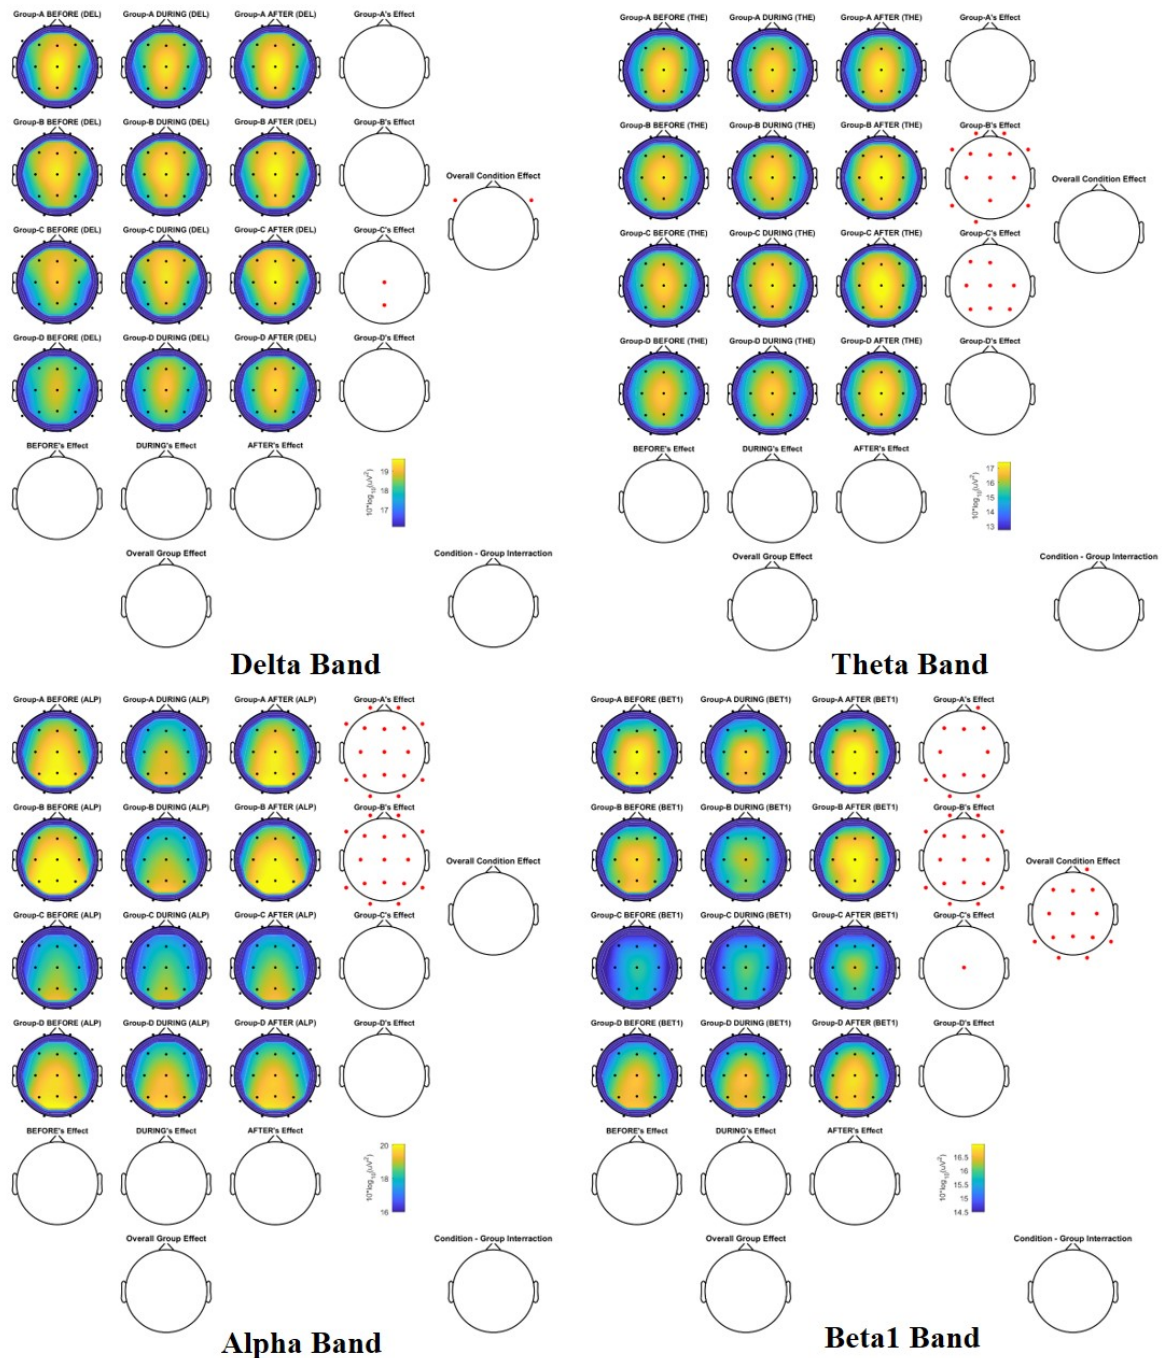 Group-A BEFORE (DEL) Group-A DURING (DEL) Group-A AFTER (DEL) Group-A's Effect
Group-B BEFORE (DEL) Group-B DURING (DEL) Group-B AFTER (DEL) Group-B's Effect
Overall Condition Effect
Group-C BEFORE (DEL) Group-C DURING (DEL) Group-C AFTER (DEL) Group-C's Effect
Group-D BEFORE (DEL) Group-D DURING (DEL) Group-D AFTER (DEL) Group-D's Effect
BEFORE's Effect DURING's Effect AFTER's Effect
19
17
10*log10(uV²)
Overall Group Effect Condition - Group Interraction
Delta Band
Group-A BEFORE (THE) Group-A DURING (THE) Group-A AFTER (THE) Group-A's Effect
Group-B BEFORE (THE) Group-B DURING (THE) Group-B AFTER (THE) Group-B's Effect
Overall Condition Effect
Group-C BEFORE (THE) Group-C DURING (THE) Group-C AFTER (THE) Group-C's Effect
Group-D BEFORE (THE) Group-D DURING (THE) Group-D AFTER (THE) Group-D's Effect
BEFORE's Effect DURING's Effect AFTER's Effect
17
16
15
14
13
10*log10(uV²)
Overall Group Effect Condition - Group Interraction
Theta Band
Group-A BEFORE (ALP) Group-A DURING (ALP) Group-A AFTER (ALP) Group-A's Effect
Group-B BEFORE (ALP) Group-B DURING (ALP) Group-B AFTER (ALP) Group-B's Effect
Overall Condition Effect
Group-C BEFORE (ALP) Group-C DURING (ALP) Group-C AFTER (ALP) Group-C's Effect
Group-D BEFORE (ALP) Group-D DURING (ALP) Group-D AFTER (ALP) Group-D's Effect
BEFORE's Effect DURING's Effect AFTER's Effect
20
18
16
10*log10(uV²)
Overall Group Effect Condition - Group Interraction
Alpha Band
Group-A BEFORE (BET1) Group-A DURING (BET1) Group-A AFTER (BET1) Group-A's Effect
Group-B BEFORE (BET1) Group-B DURING (BET1) Group-B AFTER (BET1) Group-B's Effect
Overall Condition Effect
Group-C BEFORE (BET1) Group-C DURING (BET1) Group-C AFTER (BET1) Group-C's Effect
Group-D BEFORE (BET1) Group-D DURING (BET1) Group-D AFTER (BET1) Group-D's Effect
BEFORE's Effect DURING's Effect AFTER's Effect
16.5
16
15.5
15
14.5
10*log10(uV²)
Overall Group Effect Condition - Group Interraction
Beta1 Band